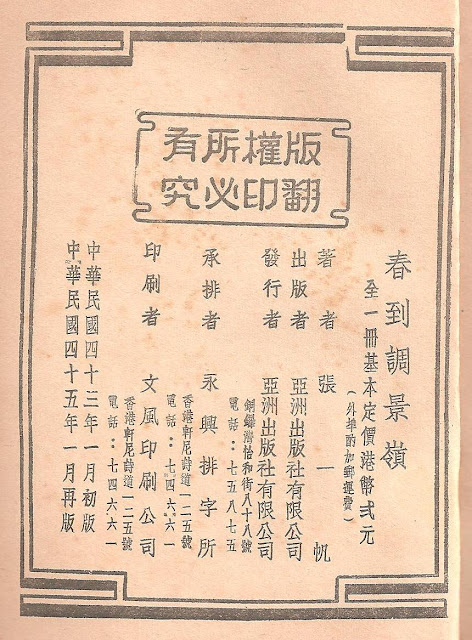 版權所有
翻印必究
春到調景嶺
全一冊基本定價港幣弍元
（外埠酌加郵運費）
著者　張一帆
出版者　亞洲出版社有限公司
發行者　亞洲出版社有限公司
銅鑼灣怡和街八十八號
電話：七五八七五
承排者　永興排字所
香港軒尼詩道一二五號
電話：七四六六一
印刷者　文風印刷公司
香港軒尼詩道一二五號
電話：七四六六一
中華民國四十三年一月初版
中華民國四十五年一月再版